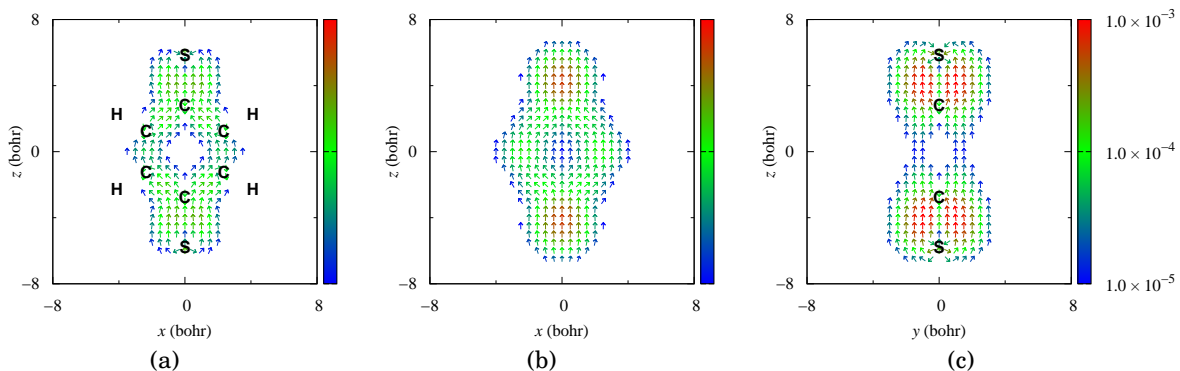 8
0
−8
z (bohr)
S
C
H
H
C
C
C
C
H
H
C
S
−8
0
8
x (bohr)
(a)
8
0
−8
z (bohr)
−8
0
8
x (bohr)
(b)
8
0
−8
z (bohr)
S
C
C
S
−8
0
8
y (bohr)
(c)
1.0 × 10⁻³
1.0 × 10⁻⁴
1.0 × 10⁻⁵